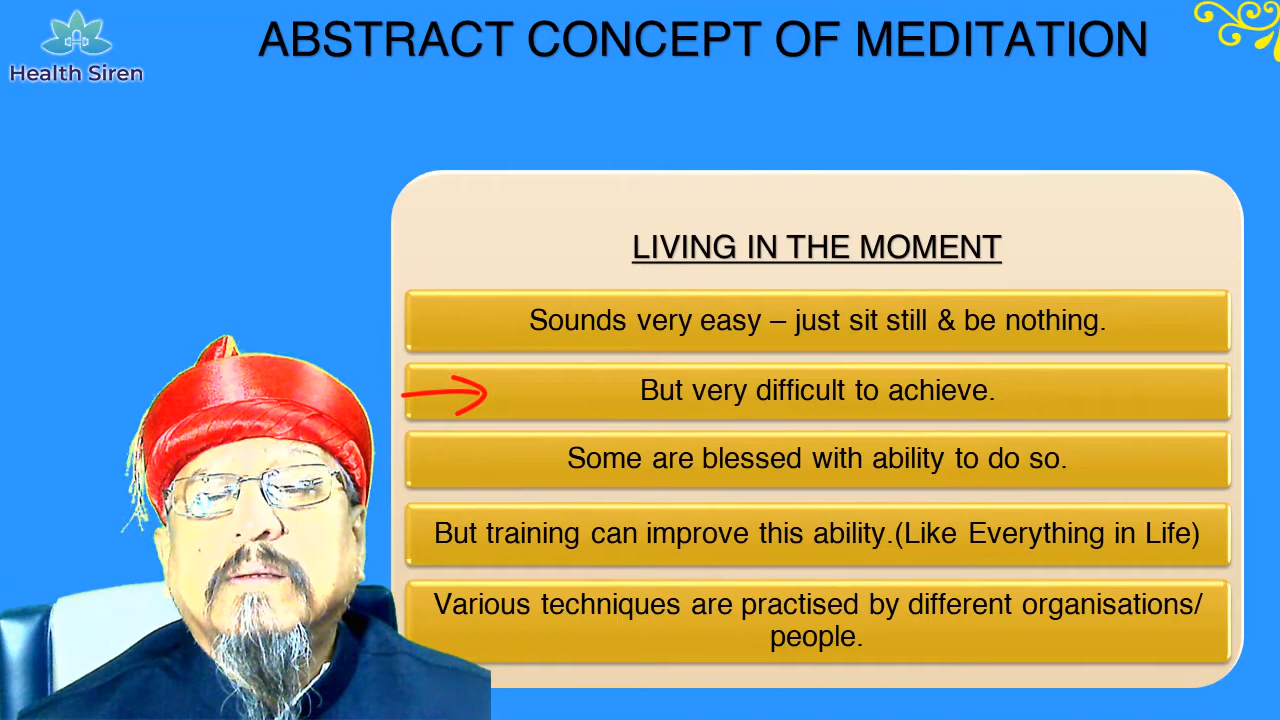 Health Siren
ABSTRACT CONCEPT OF MEDITATION
LIVING IN THE MOMENT
Sounds very easy – just sit still & be nothing.
But very difficult to achieve.
Some are blessed with ability to do so.
But training can improve this ability.(Like Everything in Life)
Various techniques are practised by different organisations/
people.